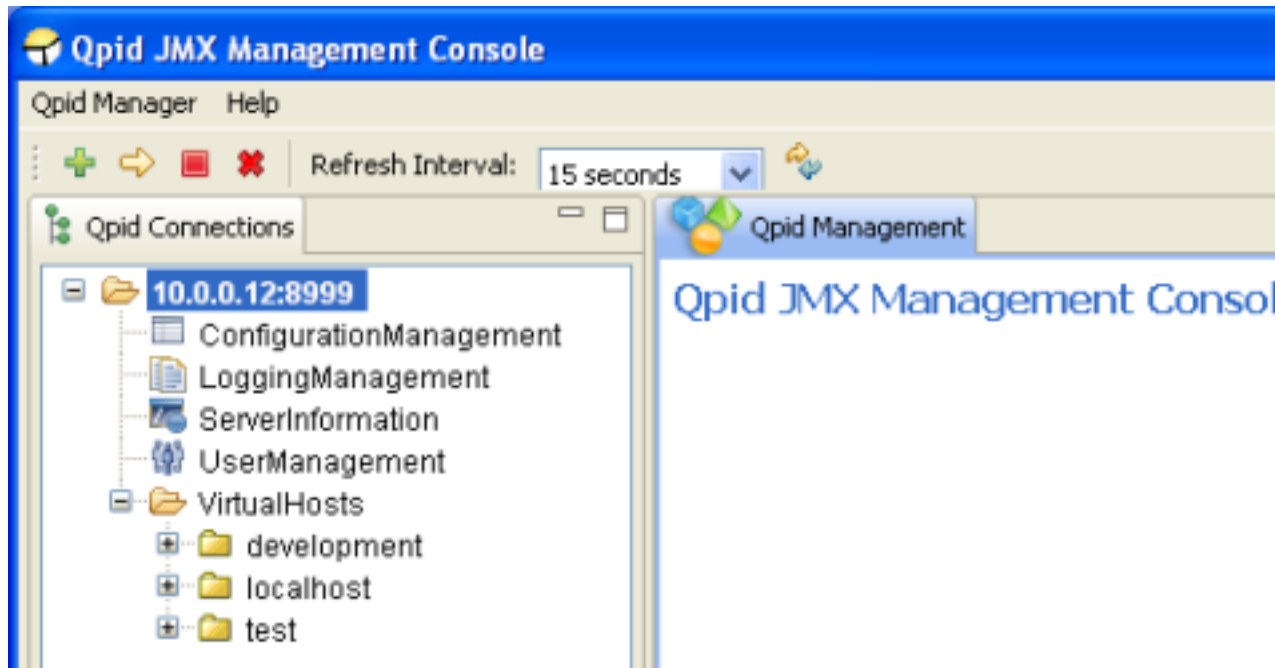 Qpid JMX Management Console
Qpid Manager Help
Refresh Interval: 15 seconds
Qpid Connections
Qpid Management
10.0.0.12:8999
ConfigurationManagement
LoggingManagement
ServerInformation
UserManagement
VirtualHosts
development
localhost
test
Qpid JMX Management Consol